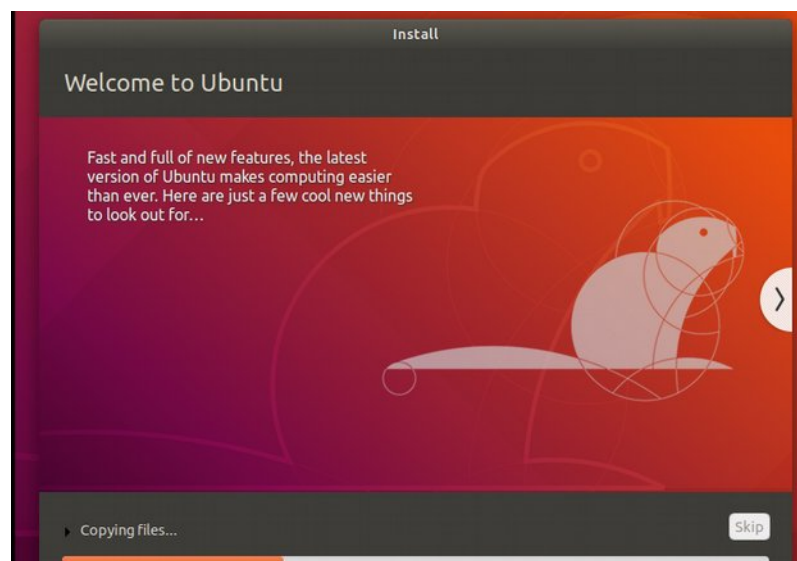 Install
Welcome to Ubuntu
Fast and full of new features, the latest
version of Ubuntu makes computing easier
than ever. Here are just a few cool new things
to look out for…
Copying files...
Skip